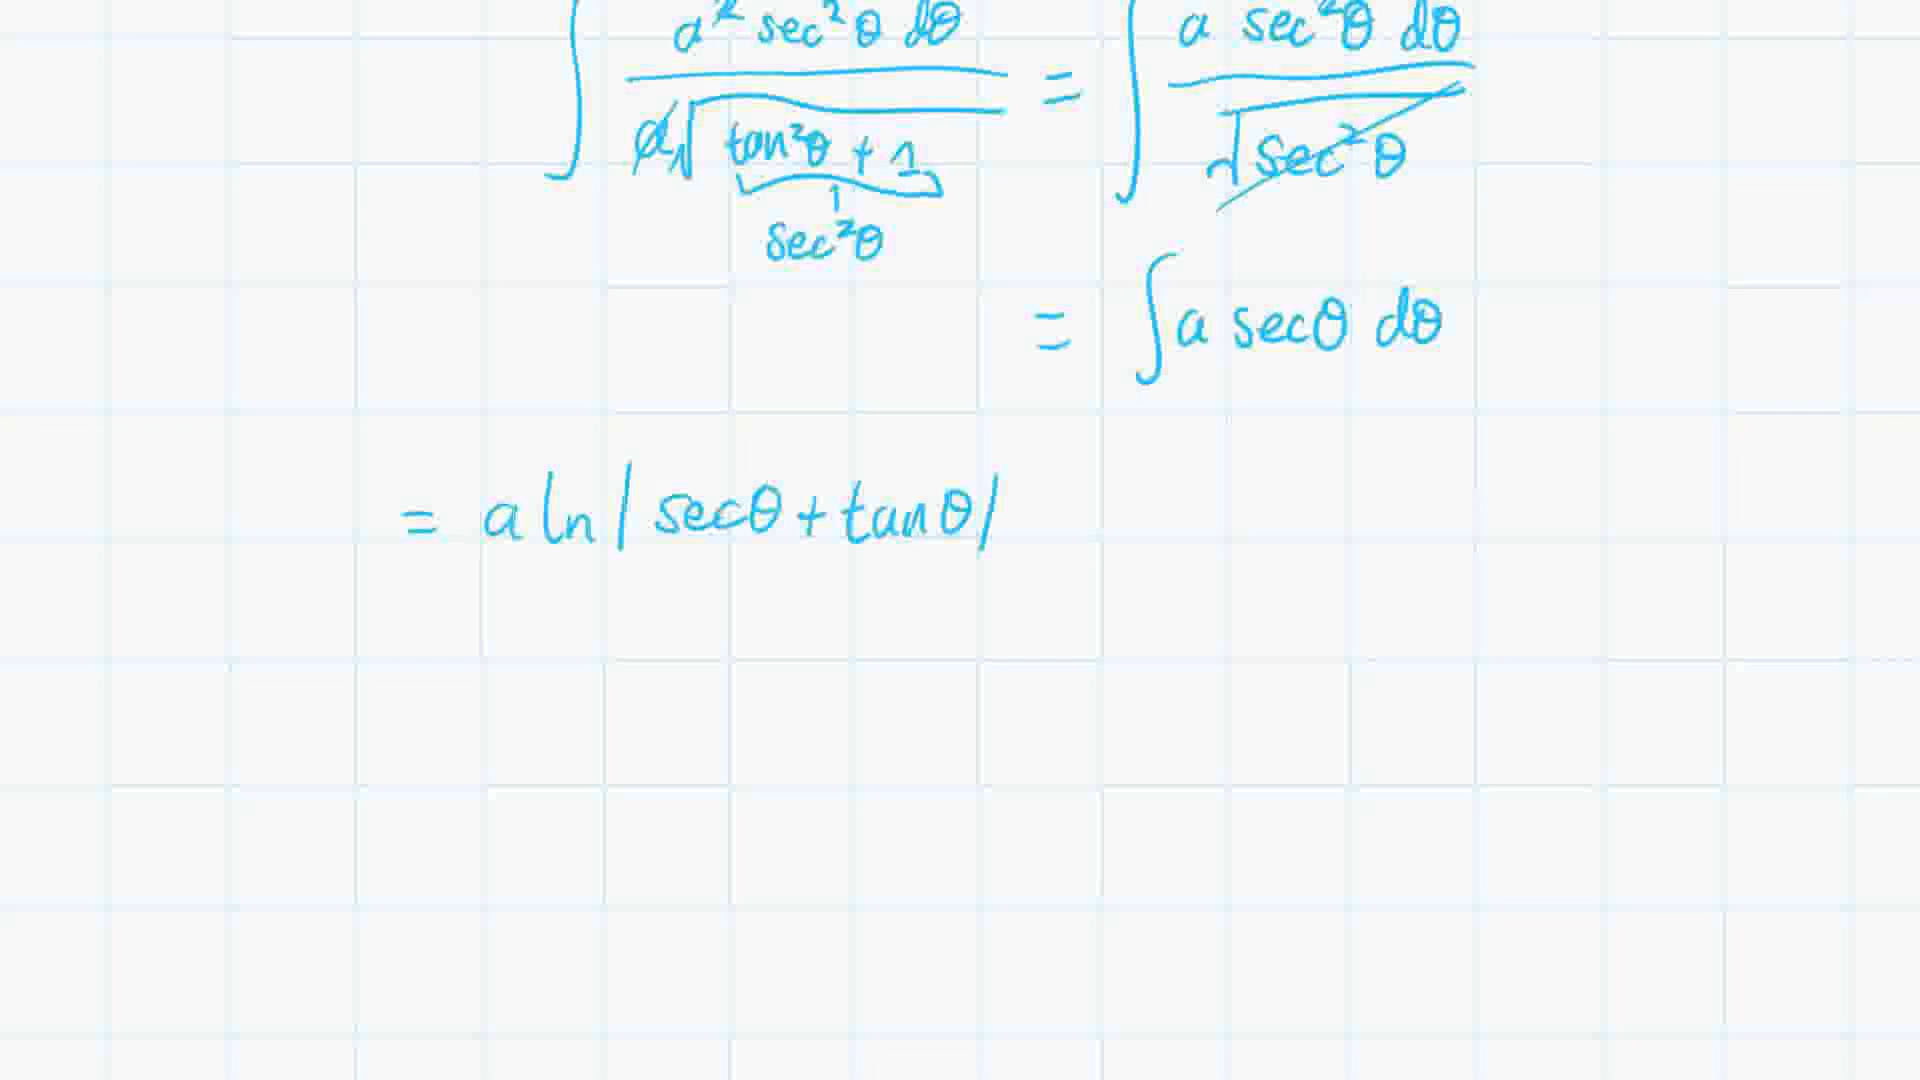 ∫ a² sec²θ dθ / a√(tan²θ + 1) = ∫ a sec²θ dθ / √(sec²θ)
sec²θ
= ∫ a secθ dθ
= a ln | secθ + tanθ |